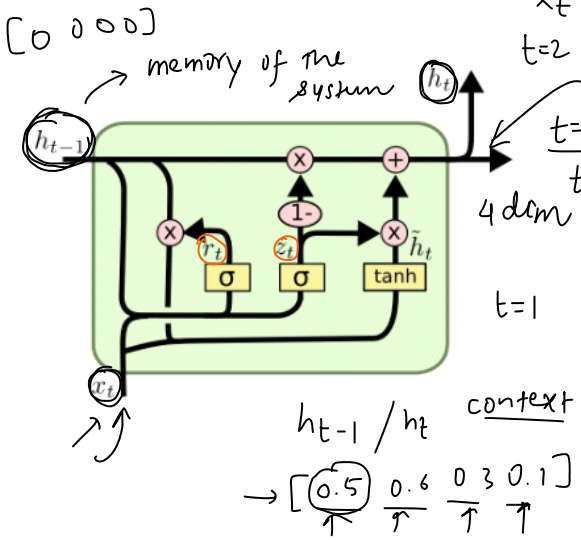 [0 0 0 0]
x_t
t=2
memory of the
system
h_t
h_{t-1}
t=
t
x
+
1-
4 dim
x
r_t
z_t
x
h̃_t
σ
σ
tanh
t=1
x_t
h_{t-1} / h_t
context
→ [0.5 0.6 0.3 0.1]